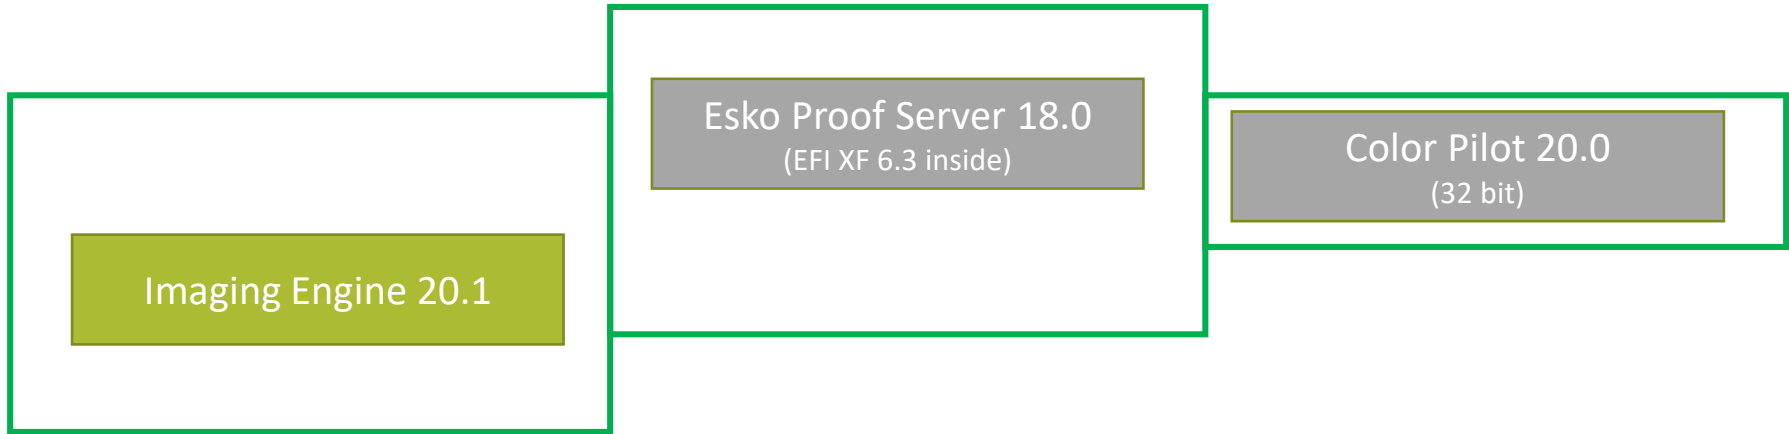 Imaging Engine 20.1
Esko Proof Server 18.0
(EFI XF 6.3 inside)
Color Pilot 20.0
(32 bit)